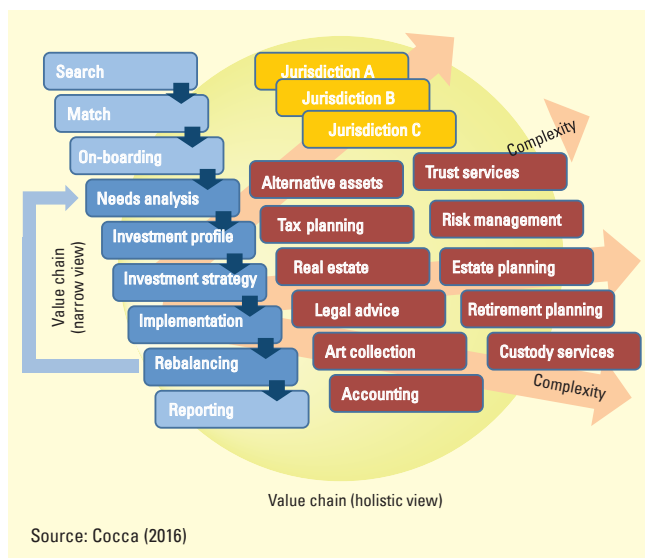 Search
Match
On-boarding
Needs analysis
Investment profile
Investment strategy
Implementation
Rebalancing
Reporting
Value chain
(narrow view)
Jurisdiction A
Jurisdiction B
Jurisdiction C
Complexity
Alternative assets
Tax planning
Real estate
Legal advice
Art collection
Accounting
Trust services
Risk management
Estate planning
Retirement planning
Custody services
Complexity
Value chain (holistic view)
Source: Cocca (2016)